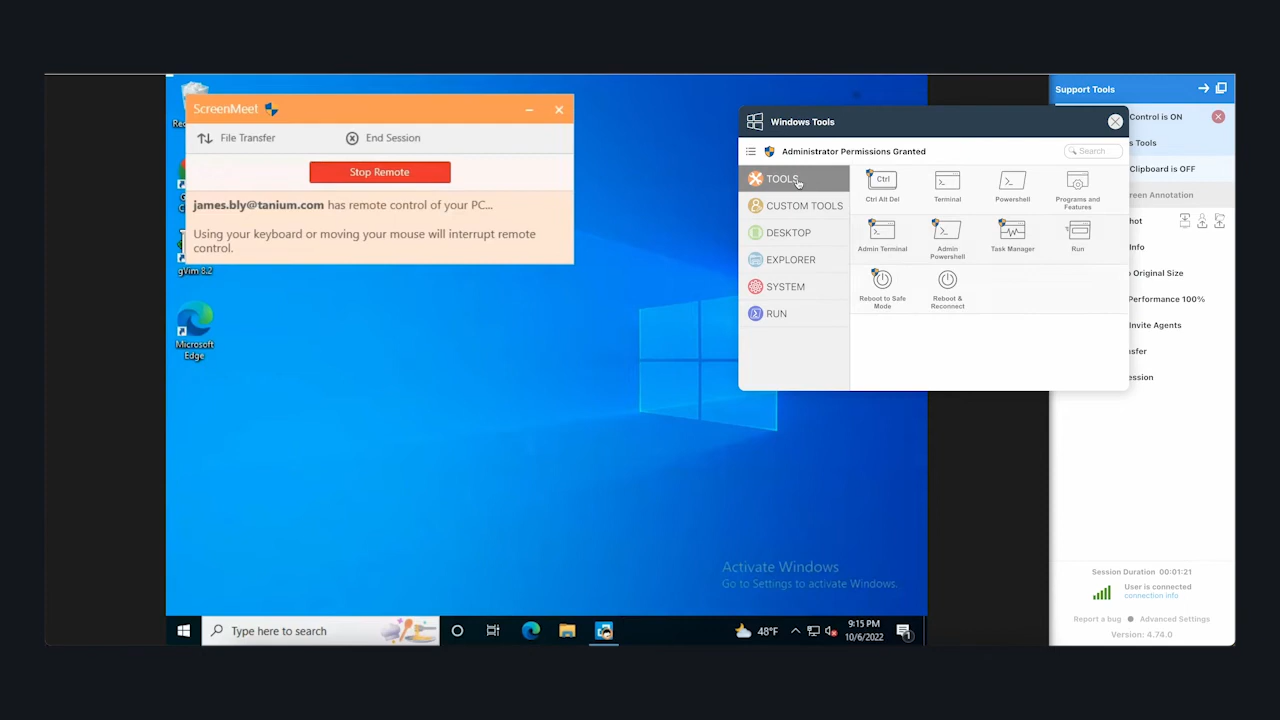 ScreenMeet
File Transfer
End Session
Stop Remote
james.bly@tanium.com has remote control of your PC...
Using your keyboard or moving your mouse will interrupt remote
control.
gVim 8.2
Microsoft
Edge
Activate Windows
Go to Settings to activate Windows.
Type here to search
48°F
9:15 PM
10/6/2022
1
Windows Tools
Administrator Permissions Granted
Search
TOOLS
CUSTOM TOOLS
DESKTOP
EXPLORER
SYSTEM
RUN
Ctrl
Ctrl Alt Del
Terminal
Powershell
Programs and
Features
Admin Terminal
Admin
Powershell
Task Manager
Run
Reboot to Safe
Mode
Reboot &
Reconnect
Support Tools
Control is ON
s Tools
Clipboard is OFF
een Annotation
hot
Info
o Original Size
Performance 100%
Invite Agents
sfer
ession
Session Duration 00:01:21
User is connected
connection info
Report a bug
Advanced Settings
Version: 4.74.0